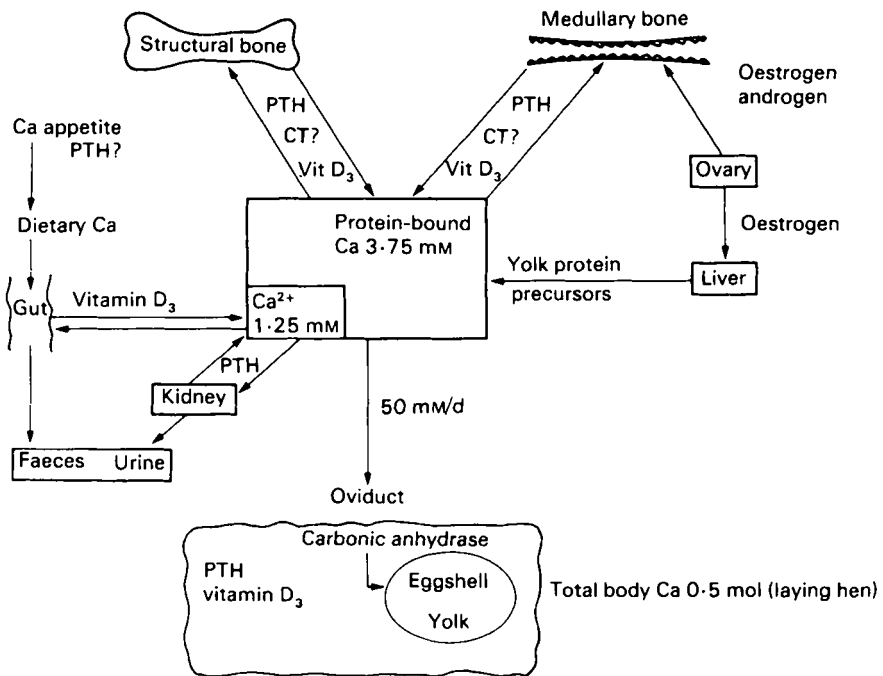 Structural bone
Medullary bone
Oestrogen
androgen
PTH
CT?
Vit D₃
PTH
CT?
Vit D₃
Ca appetite
PTH?
Dietary Ca
Gut
Vitamin D₃
Protein-bound
Ca 3·75 mM
Ca²⁺
1·25 mM
Ovary
Oestrogen
Liver
Yolk protein
precursors
PTH
Kidney
Faeces Urine
50 mM/d
Oviduct
Carbonic anhydrase
PTH
vitamin D₃
Eggshell
Yolk
Total body Ca 0·5 mol (laying hen)